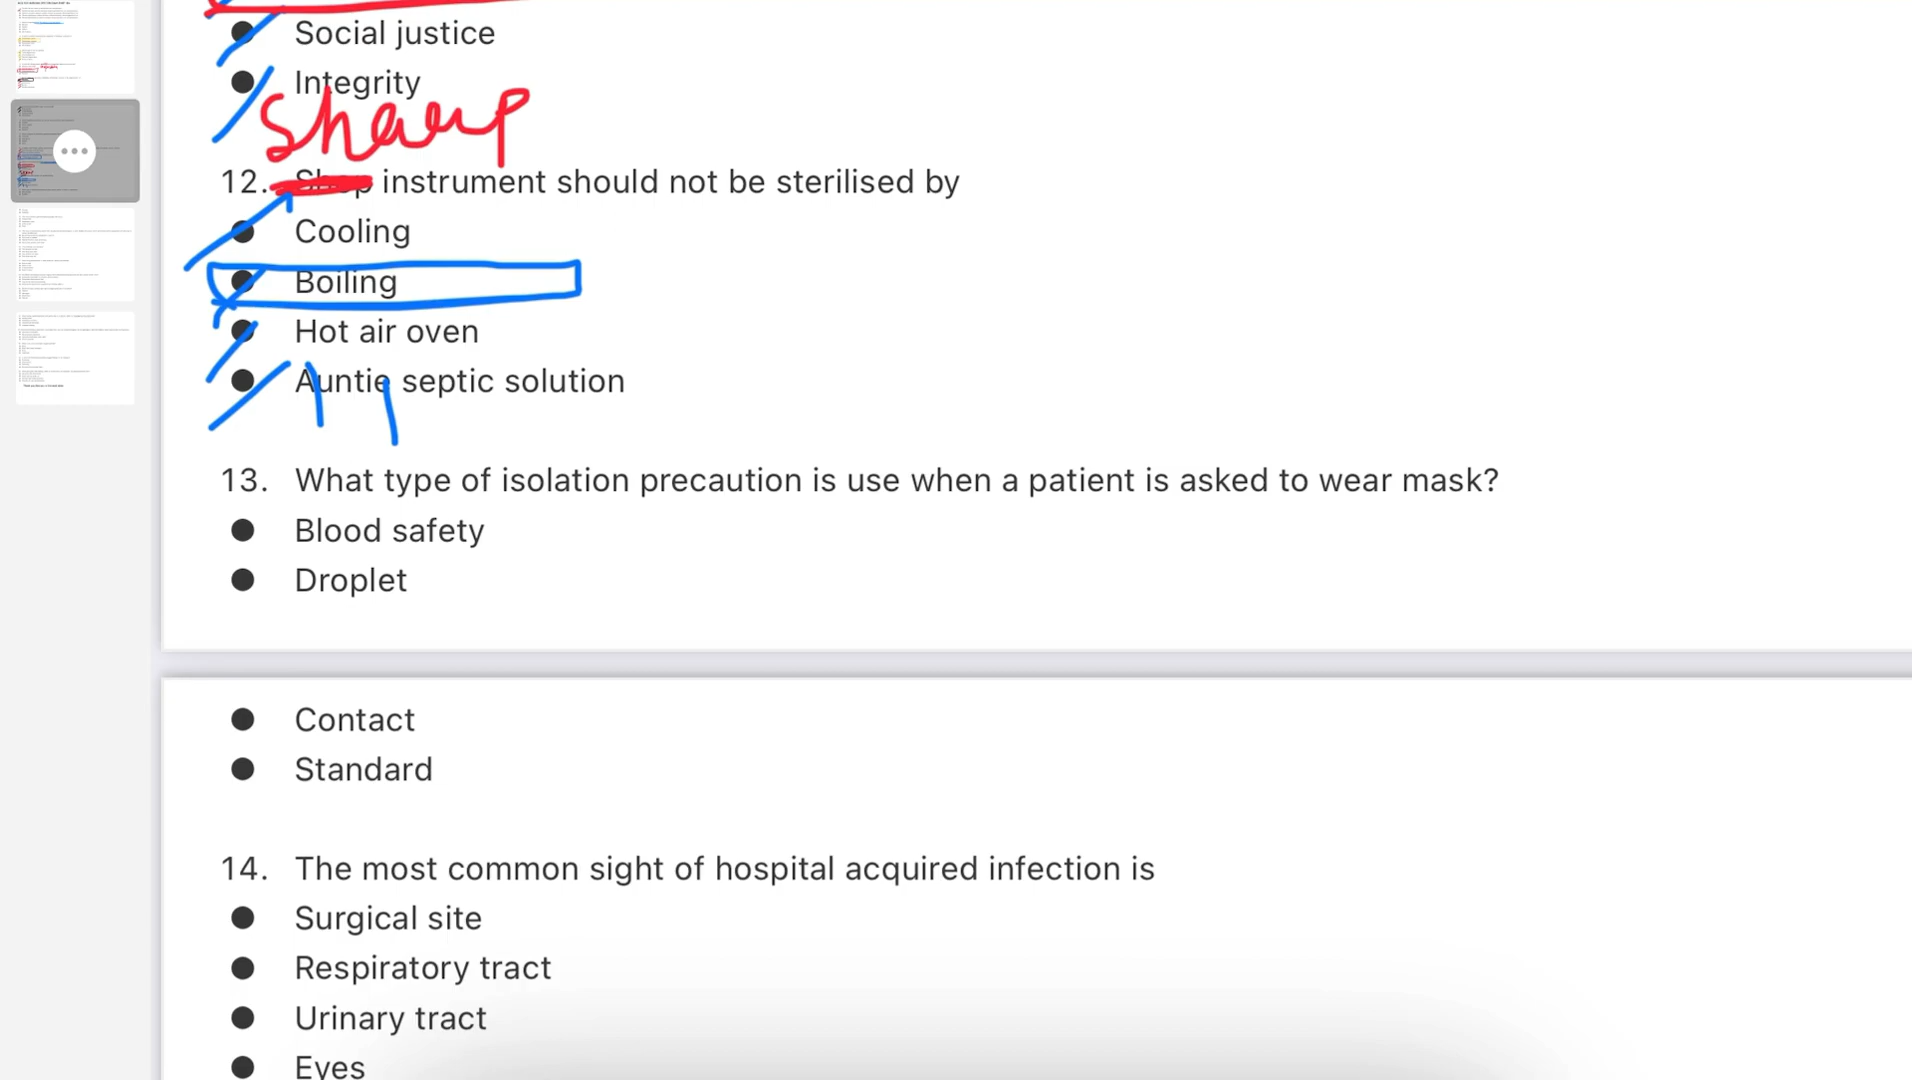 Social justice
Integrity
Sharp
12. Shop instrument should not be sterilised by
Cooling
Boiling
Hot air oven
Auntie septic solution
13. What type of isolation precaution is use when a patient is asked to wear mask?
Blood safety
Droplet
Contact
Standard
14. The most common sight of hospital acquired infection is
Surgical site
Respiratory tract
Urinary tract
Eyes